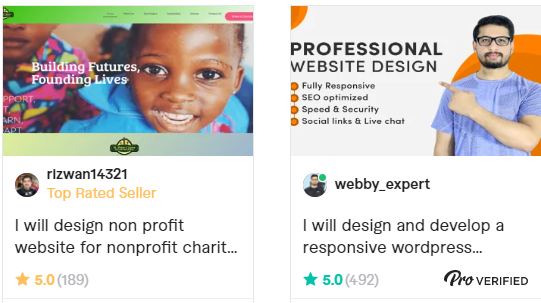 Building Futures,
Founding Lives
PPORT,
ARN,
APT
rizwan14321
Top Rated Seller
I will design non profit
website for nonprofit charit...
5.0 (189)
PROFESSIONAL
WEBSITE DESIGN
Fully Responsive
SEO optimized
Speed & Security
Social links & Live chat
webby_expert
I will design and develop a
responsive wordpress...
5.0 (492)
Pro VERIFIED